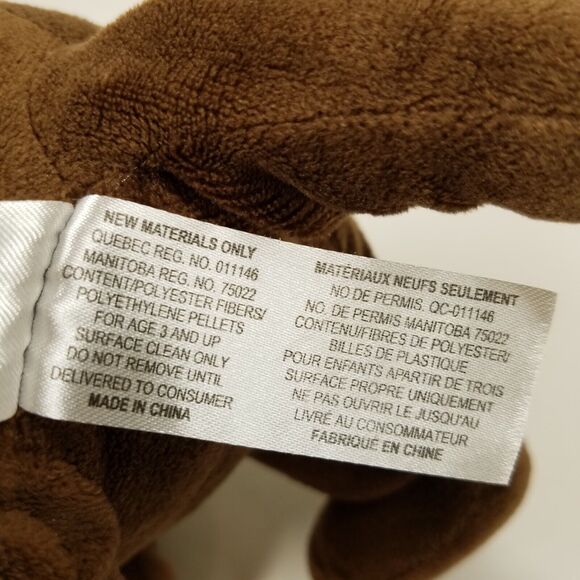 NEW MATERIALS ONLY
QUEBEC REG. NO. 011146
MANITOBA REG. NO. 75022
CONTENT/POLYESTER FIBERS/
POLYETHYLENE PELLETS
FOR AGE 3 AND UP
SURFACE CLEAN ONLY
DO NOT REMOVE UNTIL
DELIVERED TO CONSUMER
MADE IN CHINA
MATÉRIAUX NEUFS SEULEMENT
NO DE PERMIS. QC-011146
NO. DE PERMIS MANITOBA 75022
CONTENU/FIBRES DE POLYESTER/
BILLES DE PLASTIQUE
POUR ENFANTS APARTIR DE TROIS
SURFACE PROPRE UNIQUEMENT
NE PAS OUVRIR LE JUSQU'AU
LIVRÉ AU CONSOMMATEUR
FABRIQUÉ EN CHINE